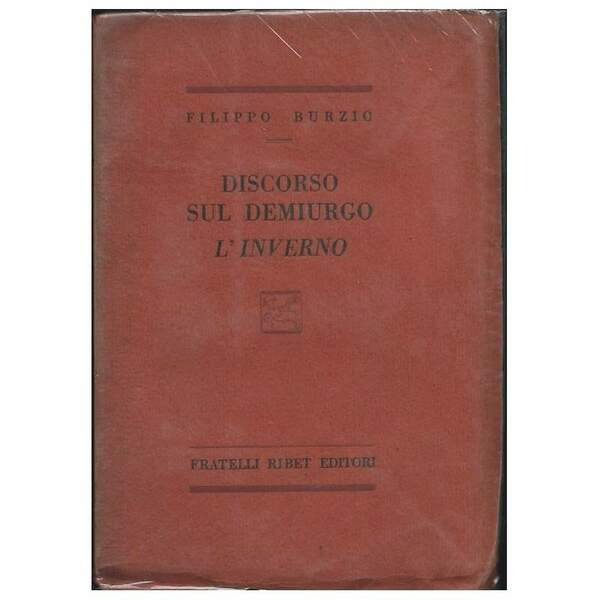 FILIPPO BURZIO
DISCORSO
SUL DEMIURGO
L'INVERNO
FRATELLI RIBET EDITORI